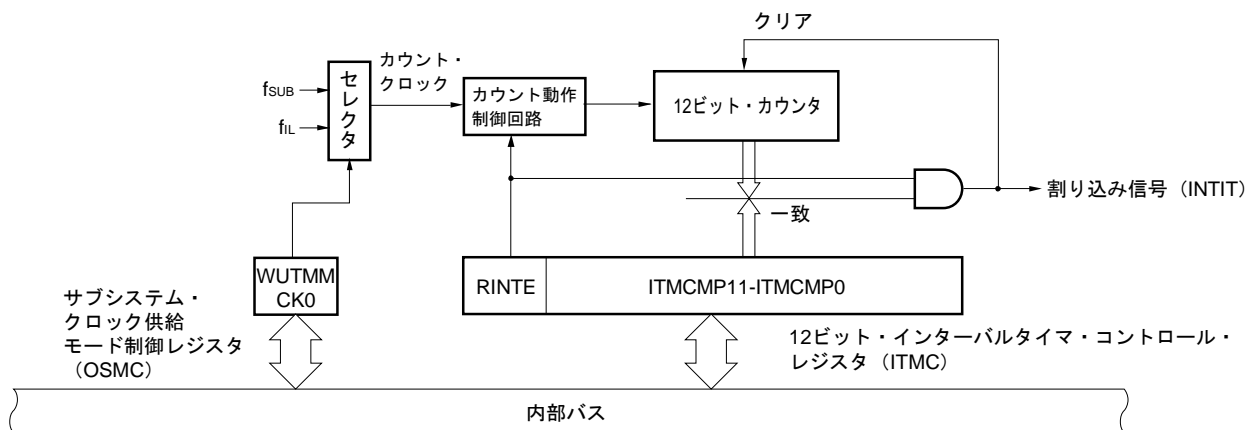 クリア
カウント・
クロック
fSUB
fIL
セレクタ
カウント動作
制御回路
12ビット・カウンタ
割り込み信号（INTIT）
一致
WUTMM
CK0
RINTE
ITMCMP11-ITMCMP0
サブシステム・
クロック供給
モード制御レジスタ
（OSMC）
12ビット・インターバルタイマ・コントロール・
レジスタ（ITMC）
内部バス